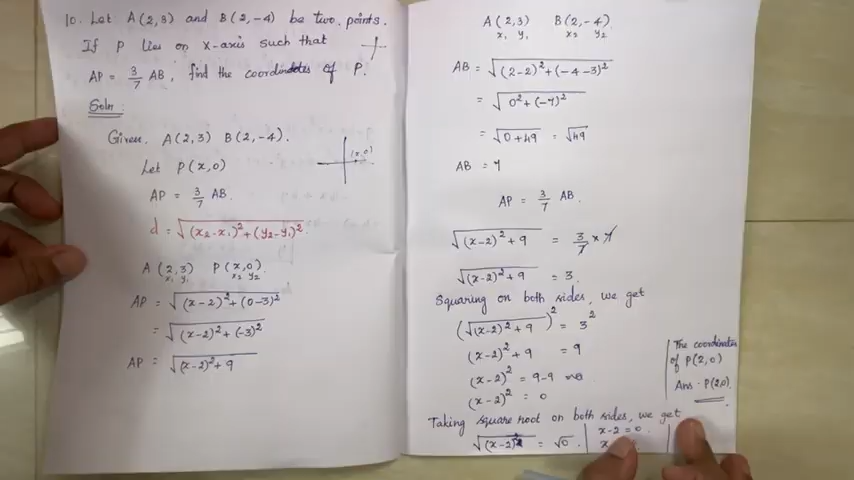 10. Let A(2,3) and B(2,-4) be two points.
If P lies on x-axis such that
AP = 3/7 AB, find the coordinates of P.
Soln:
Given, A(2,3) B(2,-4).
Let P(x,0)
(x,0)
AP = 3/7 AB.
d = √((x₂-x₁)²+(y₂-y₁)²
A(2,3) P(x,0).
x₁ y₁ x₂ y₂
AP = √((x-2)²+(0-3)²
= √((x-2)²+(-3)²
AP = √((x-2)²+9
A(2,3) B(2,-4)
x₁ y₁ x₂ y₂
AB = √((2-2)²+(-4-3)²
= √(0²+(-7)²
= √(0+49) = √49
AB = 7
AP = 3/7 AB.
√((x-2)²+9) = 3/7 × 7
√((x-2)²+9) = 3.
Squaring on both sides, we get
(√((x-2)²+9))² = 3²
(x-2)²+9 = 9
(x-2)² = 9-9
(x-2)² = 0
Taking square root on both sides, we get
√((x-2)²) = √0.
x-2=0.
The coordinates
of P(2,0)
Ans: P(2,0).